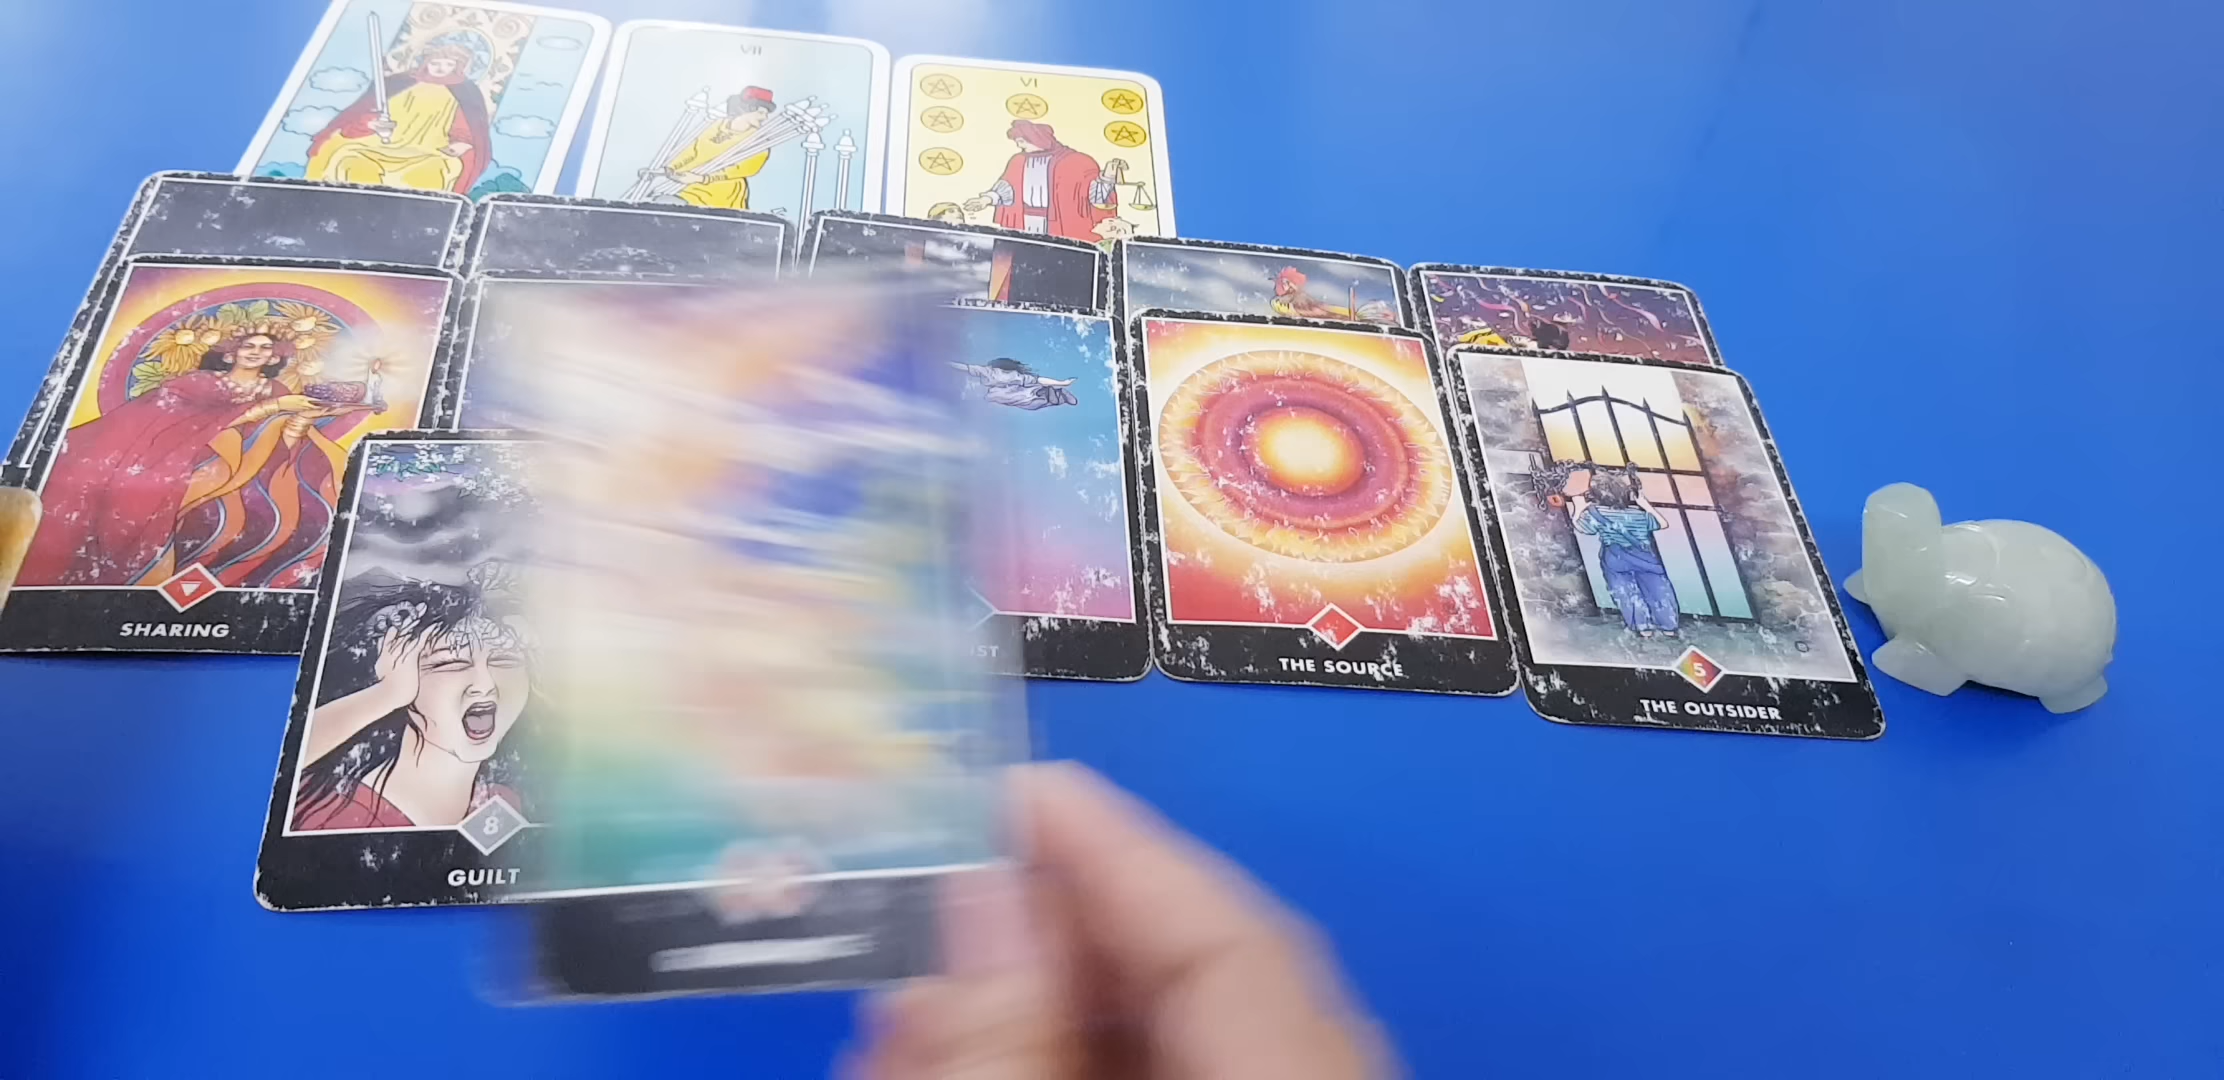 VII
VI
SHARING
THE SOURCE
5
THE OUTSIDER
8
GUILT